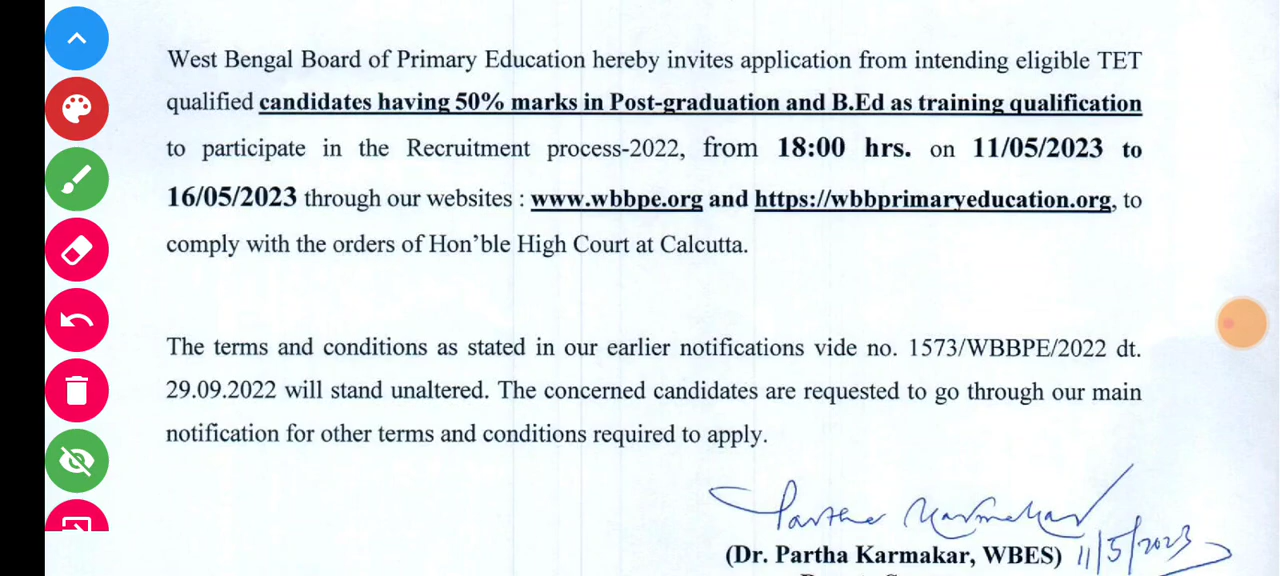 West Bengal Board of Primary Education hereby invites application from intending eligible TET
qualified candidates having 50% marks in Post-graduation and B.Ed as training qualification
to participate in the Recruitment process-2022, from 18:00 hrs. on 11/05/2023 to
16/05/2023 through our websites : www.wbbpe.org and https://wbbprimaryeducation.org, to
comply with the orders of Hon’ble High Court at Calcutta.
The terms and conditions as stated in our earlier notifications vide no. 1573/WBBPE/2022 dt.
29.09.2022 will stand unaltered. The concerned candidates are requested to go through our main
notification for other terms and conditions required to apply.
Partha Karmakar
(Dr. Partha Karmakar, WBES) 11/5/2023